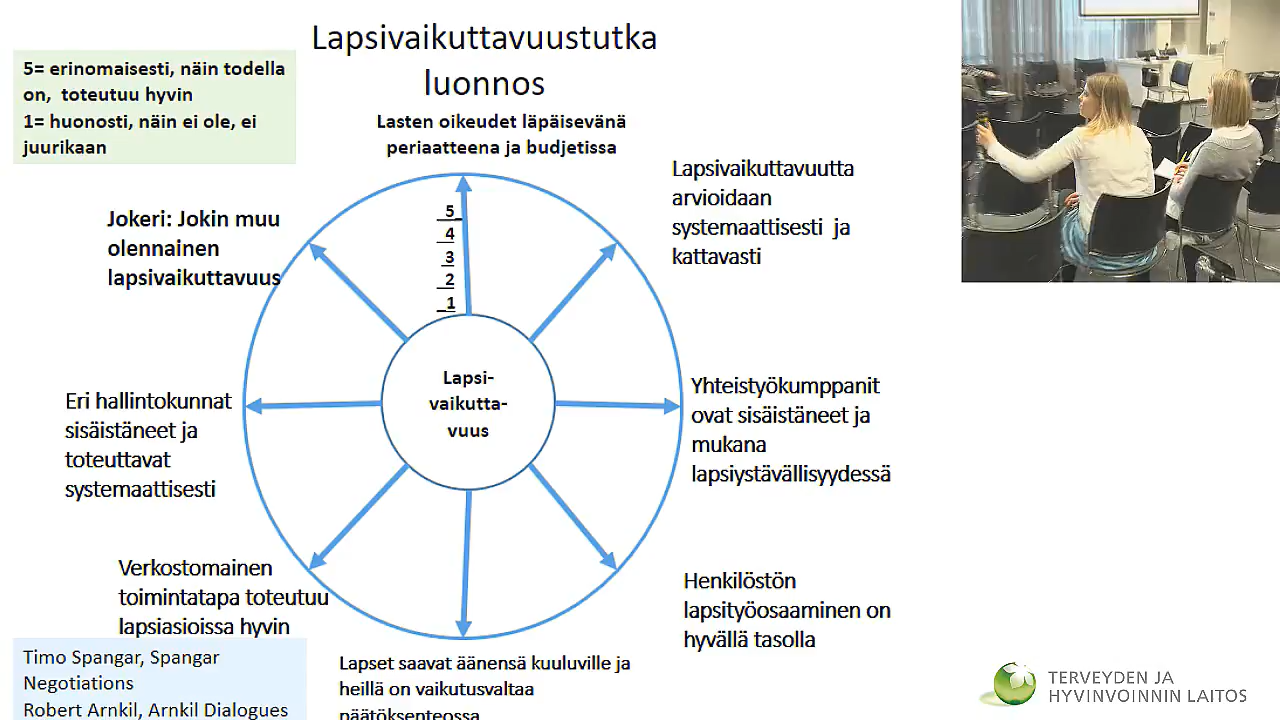 Lapsivaikuttavuustutka
luonnos
5= erinomaisesti, näin todella
on, toteutuu hyvin
1= huonosti, näin ei ole, ei
juurikaan
Lasten oikeudet läpäisevänä
periaatteena ja budjetissa
Lapsivaikuttavuutta
arvioidaan
systemaattisesti ja
kattavasti
Jokeri: Jokin muu
olennainen
lapsivaikuttavuus
5
4
3
2
1
Lapsi-
vaikutta-
vuus
Yhteistyökumppanit
ovat sisäistäneet ja
mukana
lapsiystävällisyydessä
Eri hallintokunnat
sisäistäneet ja
toteuttavat
systemaattisesti
Henkilöstön
lapsityöosaaminen on
hyvällä tasolla
Verkostomainen
toimintatapa toteutuu
lapsiasioissa hyvin
Lapset saavat äänensä kuuluville ja
heillä on vaikutusvaltaa
päätöksenteossa
Timo Spangar, Spangar
Negotiations
Robert Arnkil, Arnkil Dialogues
TERVEYDEN JA
HYVINVOINNIN LAITOS